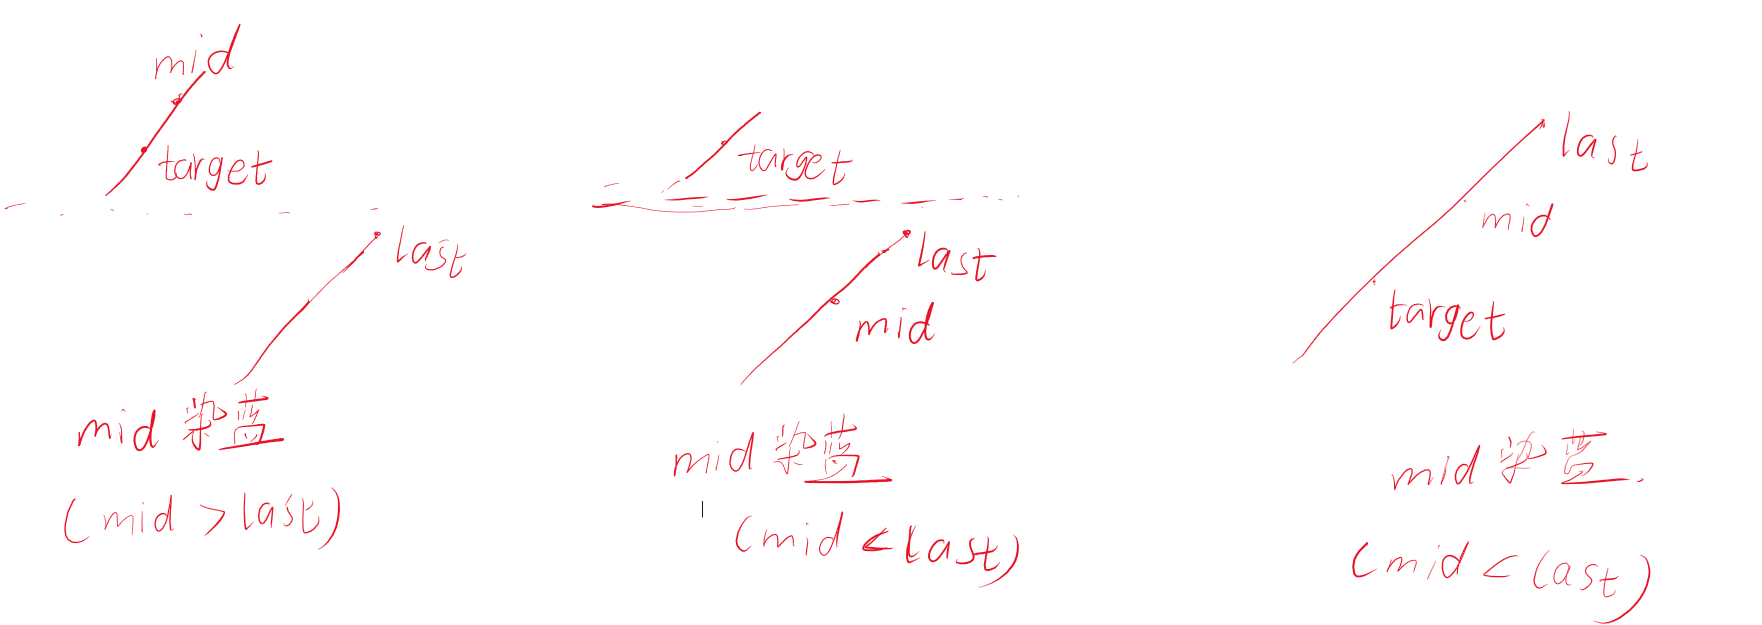 mid
target
last
mid 染蓝
(mid > last)
target
last
mid
mid 染蓝
(mid < last)
last
mid
target
mid 染蓝.
(mid < last)